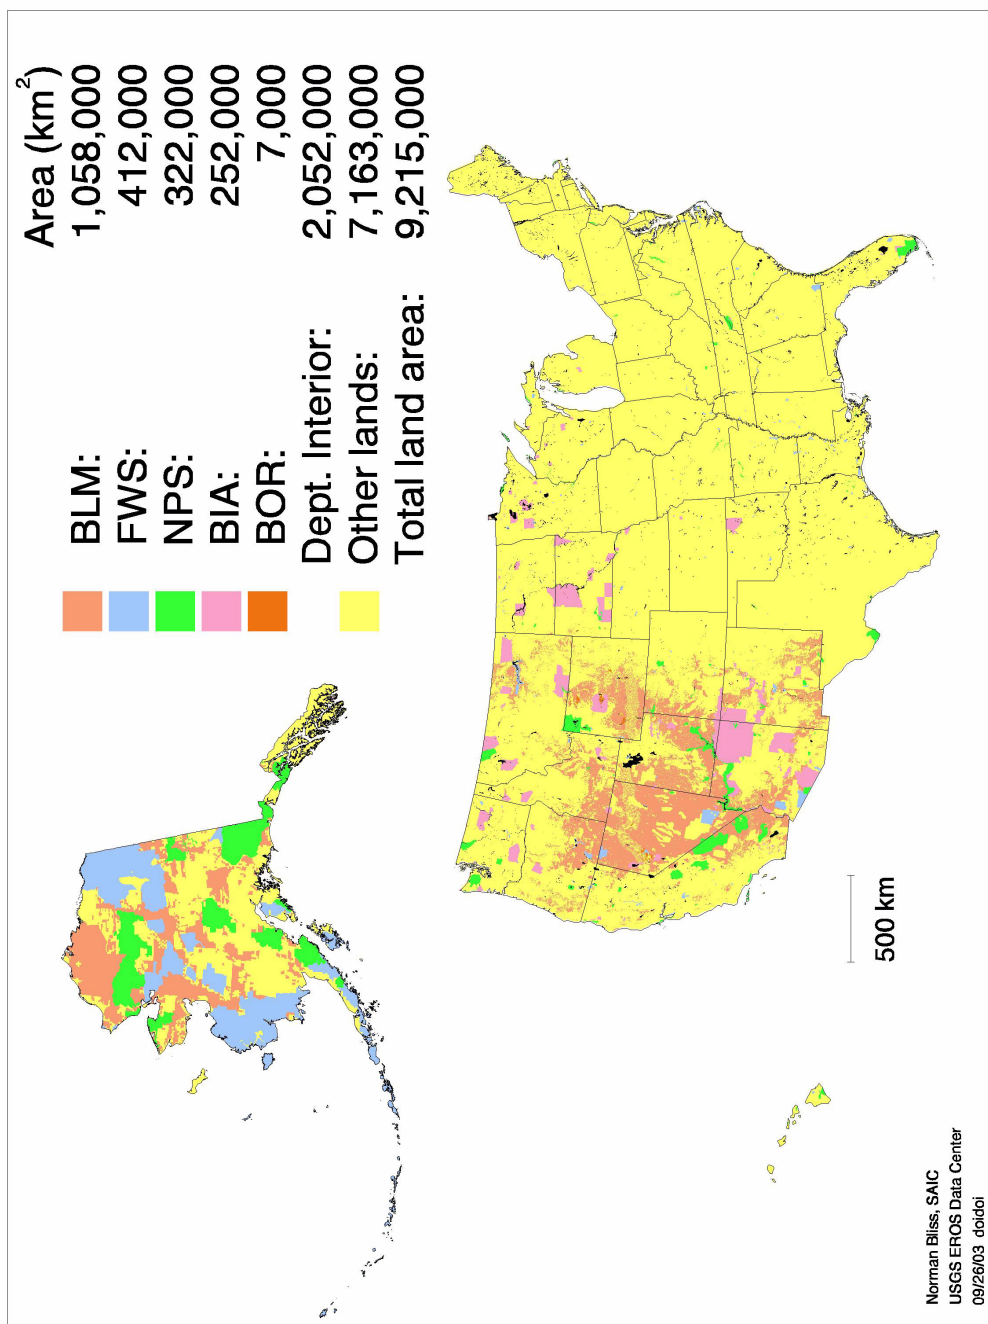 Area (km2)
BLM: 1,058,000
FWS: 412,000
NPS: 322,000
BIA: 252,000
BOR: 7,000
Dept. Interior: 2,052,000
Other lands: 7,163,000
Total land area: 9,215,000
500 km
Norman Bliss, SAIC
USGS EROS Data Center
09/26/03 doidoi